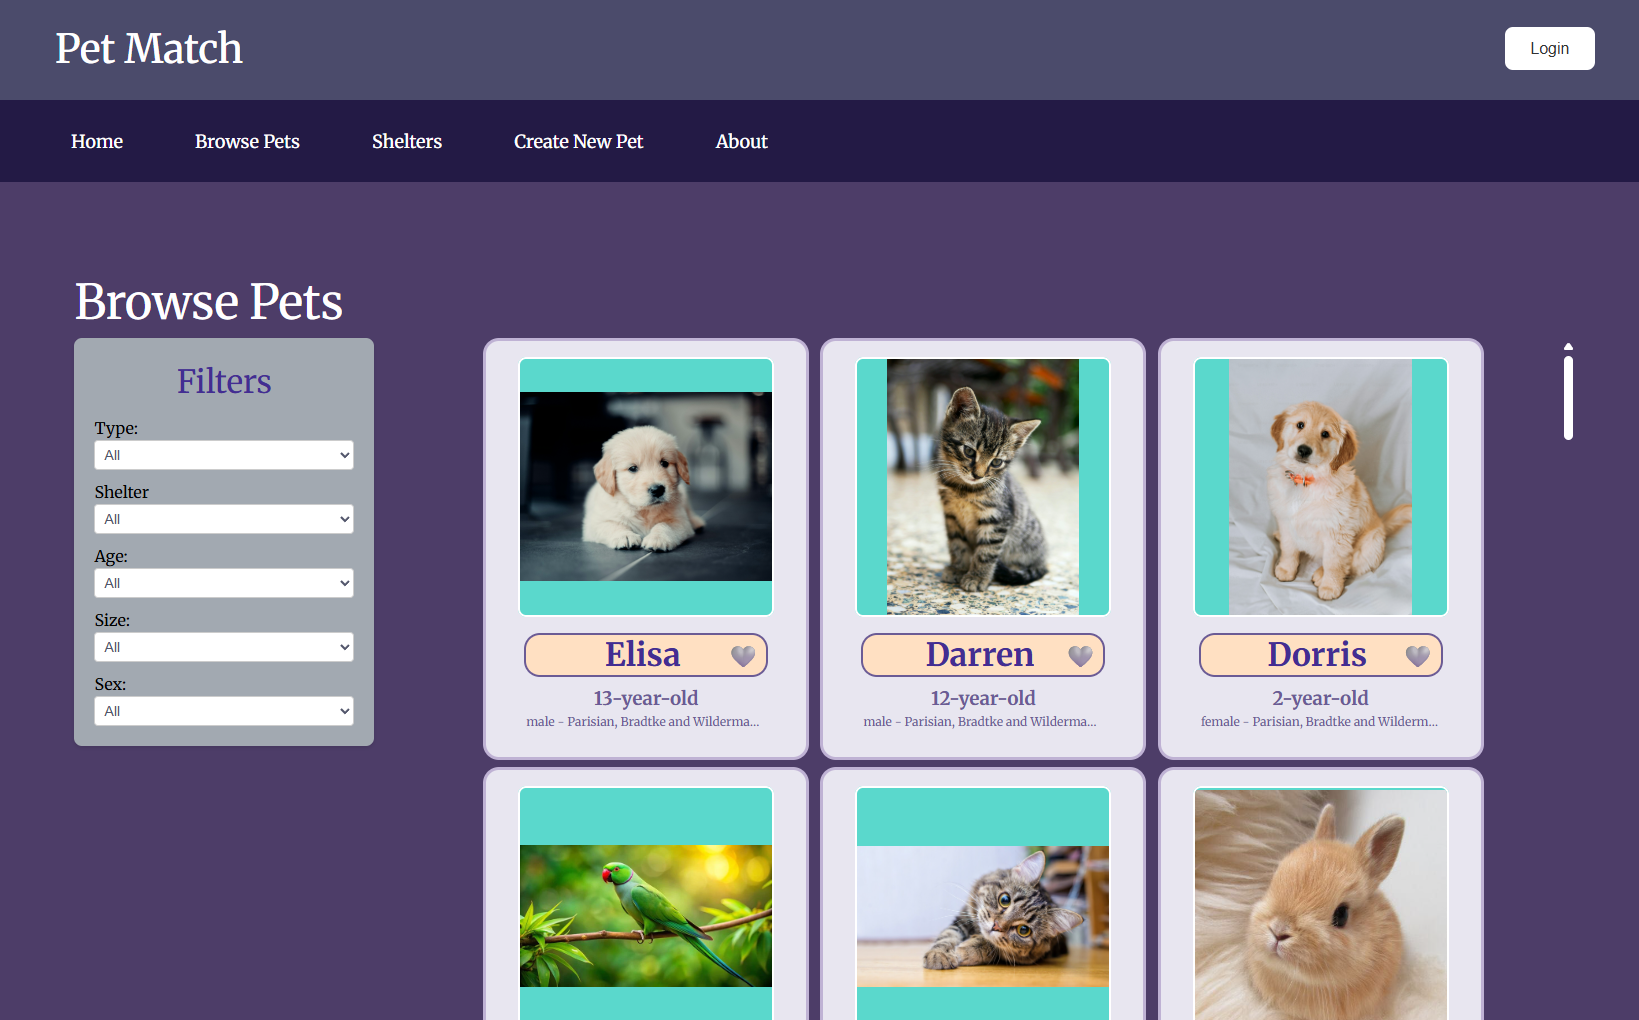 Pet Match
Login
Home
Browse Pets
Shelters
Create New Pet
About
Browse Pets
Filters
Type:
All
Shelter
All
Age:
All
Size:
All
Sex:
All
Elisa
13-year-old
male - Parisian, Bradtke and Wilderma...
Darren
12-year-old
male - Parisian, Bradtke and Wilderma...
Dorris
2-year-old
female - Parisian, Bradtke and Wilderm...